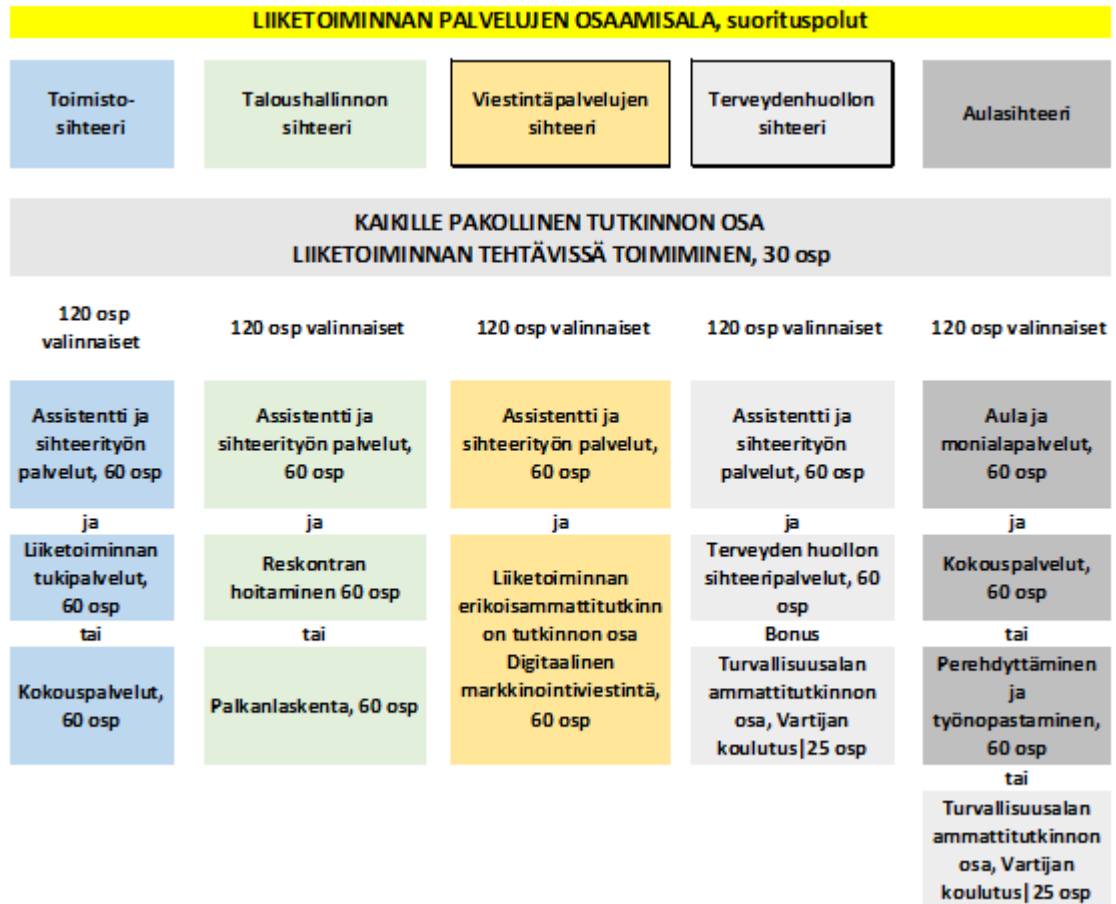 LIIKETOIMINNAN PALVELUJEN OSAAMISALA, suorituspolut
Toimisto-
sihteeri
Taloushallinnon
sihteeri
Viestintäpalvelujen
sihteeri
Terveydenhuollon
sihteeri
Aulasihteeri
KAIKILLE PAKOLLINEN TUTKINNON OSA
LIIKETOIMINNAN TEHTÄVISSÄ TOIMIMINEN, 30 osp
120 osp
valinnaiset
120 osp valinnaiset
120 osp valinnaiset
120 osp valinnaiset
120 osp valinnaiset
Assistentti ja
sihteerityön
palvelut, 60 osp
ja
Liiketoiminnan
tukipalvelut,
60 osp
tai
Kokouspalvelut,
60 osp
Assistentti ja
sihteerityön palvelut,
60 osp
ja
Reskontran
hoitaminen 60 osp
tai
Palkanlaskenta, 60 osp
Assistentti ja
sihteerityön palvelut,
60 osp
ja
Liiketoiminnan
erikoisammattitutkinn
on tutkinnon osa
Digitaalinen
markkinointiviestintä,
60 osp
Assistentti ja
sihteerityön
palvelut, 60 osp
ja
Terveyden huollon
sihteeripalvelut, 60
osp
Bonus
Turvallisuusalan
ammattitutkinnon
osa, Vartijan
koulutus|25 osp
Aula ja
monialapalvelut,
60 osp
ja
Kokouspalvelut,
60 osp
tai
Perehdyttäminen
ja
työnopastaminen,
60 osp
tai
Turvallisuusalan
ammattitutkinnon
osa, Vartijan
koulutus|25 osp